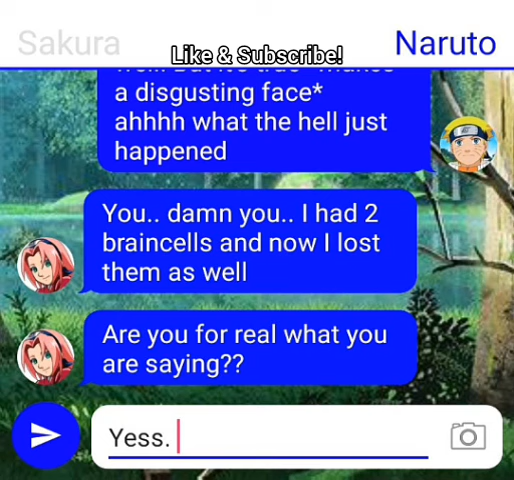 Sakura
Like & Subscribe!
Naruto
a disgusting face*
ahhhh what the hell just
happened
You.. damn you.. I had 2
braincells and now I lost
them as well
Are you for real what you
are saying??
Yess.